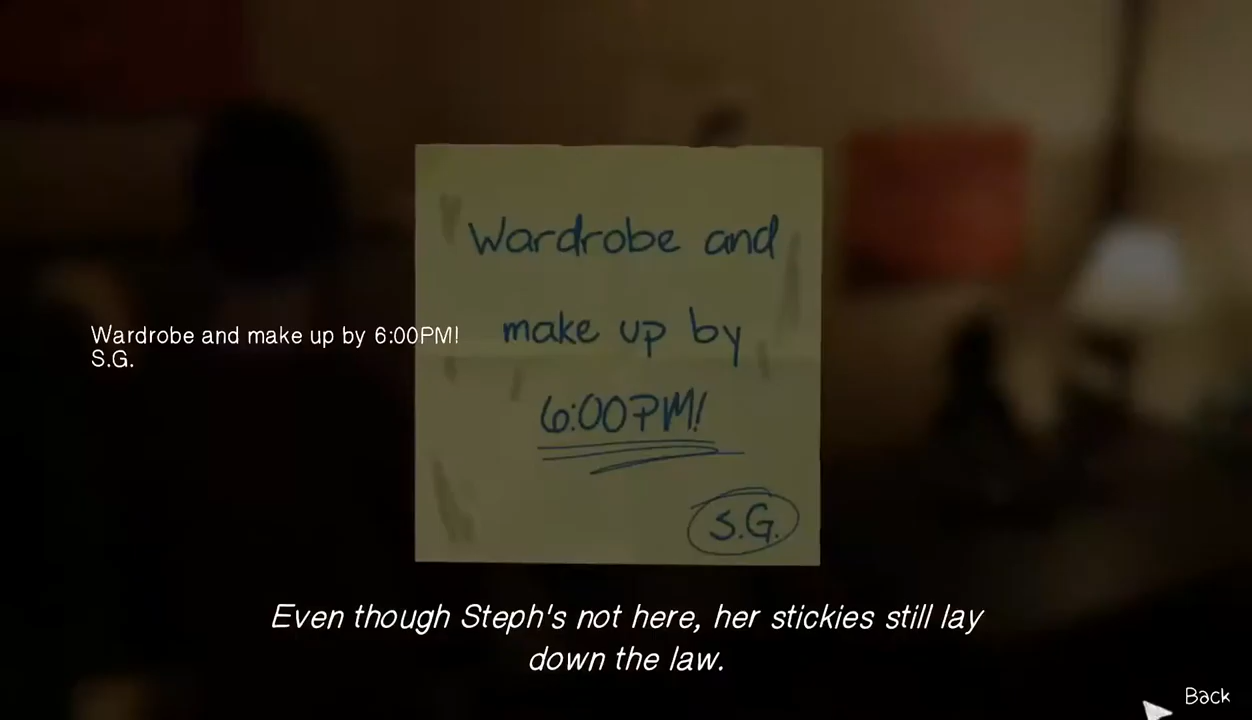 Wardrobe and
make up by
6:00PM!
S.G.
Wardrobe and make up by 6:00PM!
S.G.
Even though Steph's not here, her stickies still lay
down the law.
Back